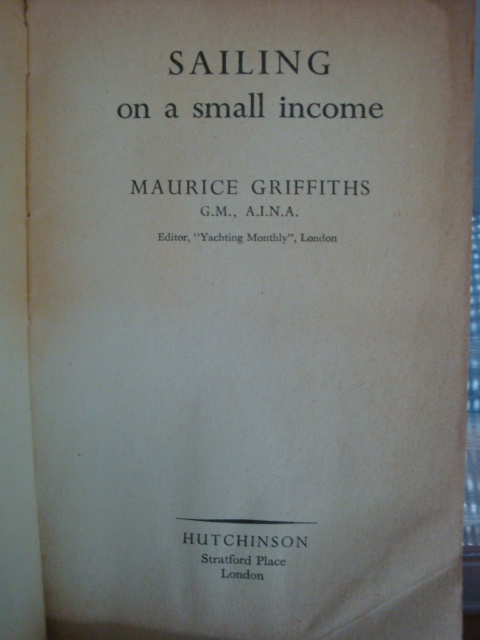 SAILING
on a small income
MAURICE GRIFFITHS
G.M., A.I.N.A.
Editor, "Yachting Monthly", London
HUTCHINSON
Stratford Place
London